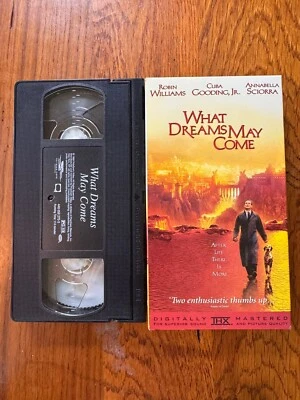 ROBIN WILLIAMS
CUBA GOODING, JR.
ANNABELLA SCIORRA
WHAT
DREAMS MAY
COME
AFTER
LIFE
THERE IS
MORE
"Two enthusiastic thumbs up."
DIGITALLY THX MASTERED
FOR SUPERIOR SOUND AND PICTURE QUALITY
What Dreams
May Come